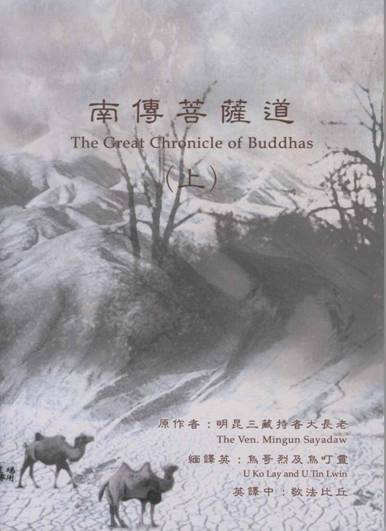 南傳菩薩道
The Great Chronicle of Buddhas
（上）
原作者：明昆三藏持者大長老
The Ven. Mingun Sayadaw
緬譯英：烏哥烈及烏叮靈
U Ko Lay and U Tin Lwin
英譯中：敬法比丘